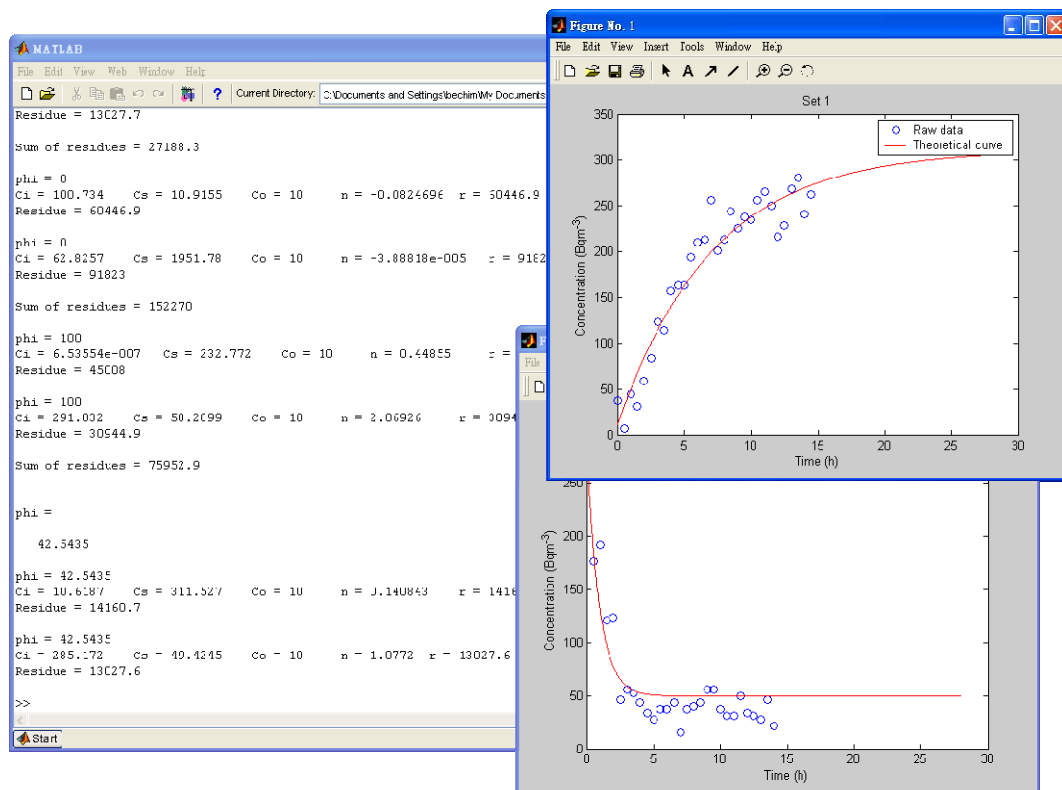 MATLAB
File Edit View Web Window Help
Current Directory: C:\Documents and Settings\bechim\My Documents
Residue = 13027.7
Sum of residues = 27188.3
phi = 0
Ci = 100.734 Cs = 10.9155 Co = 10 n = -0.0824696 r = 60446.9
Residue = 60446.9
phi = 0
Ci = 62.8257 Cs = 1951.78 Co = 10 n = -3.88818e-005 r = 9182
Residue = 91823
Sum of residues = 152270
phi = 100
Ci = 6.53554e-007 Cs = 232.772 Co = 10 n = 0.44855 r =
Residue = 45008
phi = 100
Ci = 291.032 Cs = 50.2099 Co = 10 n = 2.06926 r = 3094
Residue = 30944.9
Sum of residues = 75952.9
phi =
42.5435
phi = 42.5435
Ci = 10.6187 Cs = 311.527 Co = 10 n = 0.140843 r = 1416
Residue = 14160.7
phi = 42.5435
Ci = 285.172 Cs = 49.4245 Co = 10 n = 1.0772 r = 13027.6
Residue = 13027.6
>>
Start
Figure No. 1
File Edit View Insert Tools Window Help
Set 1
Raw data
Theoretical curve
350
300
250
200
150
100
50
0
Concentration (Bqm-3)
0 5 10 15 20 25 30
Time (h)
File
250
200
150
100
50
0
Concentration (Bqm-3)
0 5 10 15 20 25 30
Time (h)